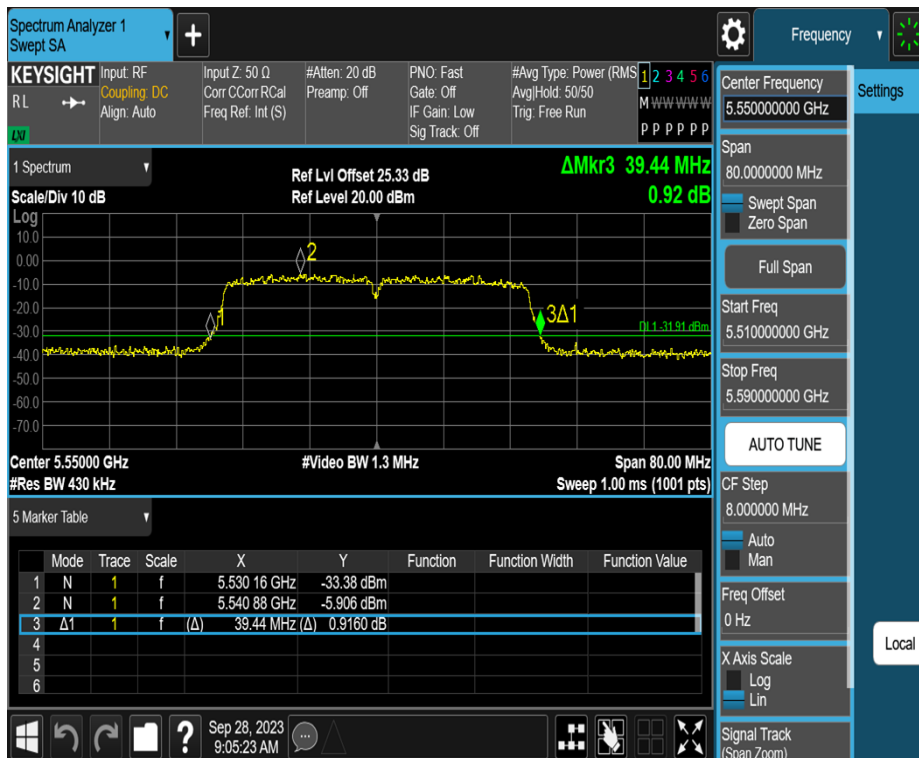 Spectrum Analyzer 1
Swept SA
+
Frequency
KEYSIGHT
RL
LXI
Input: RF
Coupling: DC
Align: Auto
Input Z: 50 Ω
Corr CCorr RCal
Freq Ref: Int (S)
#Atten: 20 dB
Preamp: Off
PNO: Fast
Gate: Off
IF Gain: Low
Sig Track: Off
#Avg Type: Power (RMS
Avg|Hold: 50/50
Trig: Free Run
1 2 3 4 5 6
M W W W W W
P P P P P P
Center Frequency
5.550000000 GHz
Settings
Span
80.0000000 MHz
Swept Span
Zero Span
Full Span
Start Freq
5.510000000 GHz
Stop Freq
5.590000000 GHz
AUTO TUNE
CF Step
8.000000 MHz
Auto
Man
Freq Offset
0 Hz
X Axis Scale
Log
Lin
Signal Track
(Span Zoom)
Local
1 Spectrum
Scale/Div 10 dB
Ref Lvl Offset 25.33 dB
Ref Level 20.00 dBm
ΔMkr3 39.44 MHz
0.92 dB
Log
10.0
0.00
-10.0
-20.0
-30.0
-40.0
-50.0
-60.0
-70.0
2
1
3Δ1
DL1 -31.91 dBm
Center 5.55000 GHz
#Video BW 1.3 MHz
Span 80.00 MHz
#Res BW 430 kHz
Sweep 1.00 ms (1001 pts)
5 Marker Table
Mode Trace Scale X Y Function Function Width Function Value
1 N 1 f 5.530 16 GHz -33.38 dBm
2 N 1 f 5.540 88 GHz -5.906 dBm
3 Δ1 1 f (Δ) 39.44 MHz (Δ) 0.9160 dB
4
5
6
?
Sep 28, 2023
9:05:23 AM